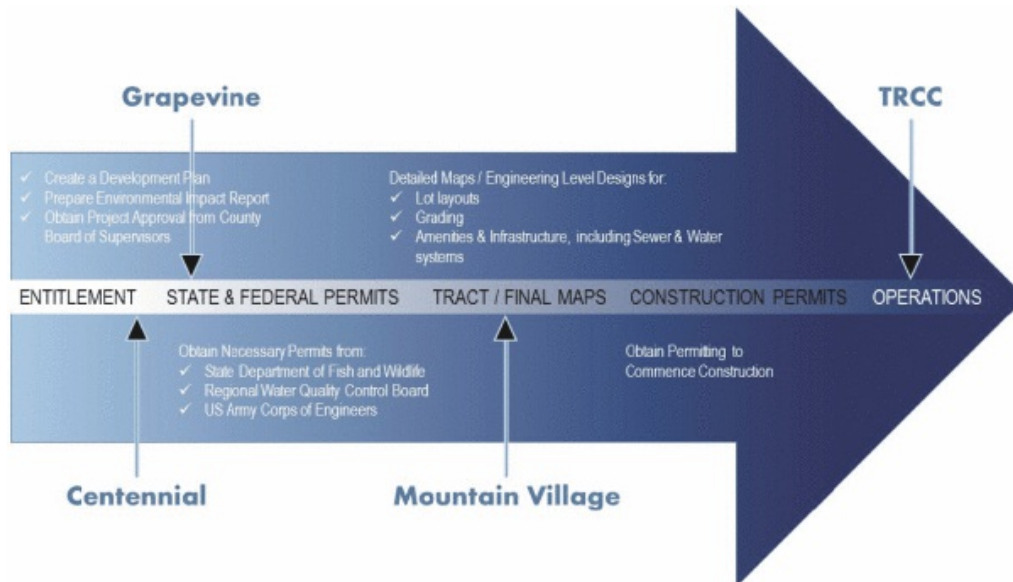 Grapevine
TRCC
✓ Create a Development Plan
✓ Prepare Environmental Impact Report
✓ Obtain Project Approval from County
Board of Supervisors
Detailed Maps / Engineering Level Designs for:
✓ Lot layouts
✓ Grading
✓ Amenities & Infrastructure, including Sewer & Water
systems
ENTITLEMENT
STATE & FEDERAL PERMITS
TRACT / FINAL MAPS
CONSTRUCTION PERMITS
OPERATIONS
Obtain Necessary Permits from:
✓ State Department of Fish and Wildlife
✓ Regional Water Quality Control Board
✓ US Army Corps of Engineers
Obtain Permitting to
Commence Construction
Centennial
Mountain Village